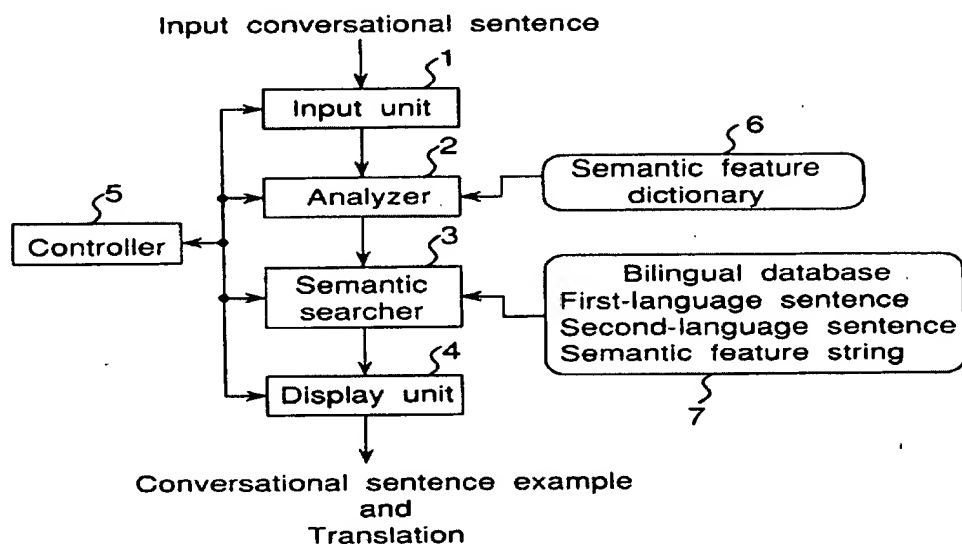 Input conversational sentence
1
Input unit
2
Analyzer
6
Semantic feature
dictionary
5
Controller
3
Semantic
searcher
Bilingual database
First-language sentence
Second-language sentence
Semantic feature string
7
4
Display unit
Conversational sentence example
and
Translation